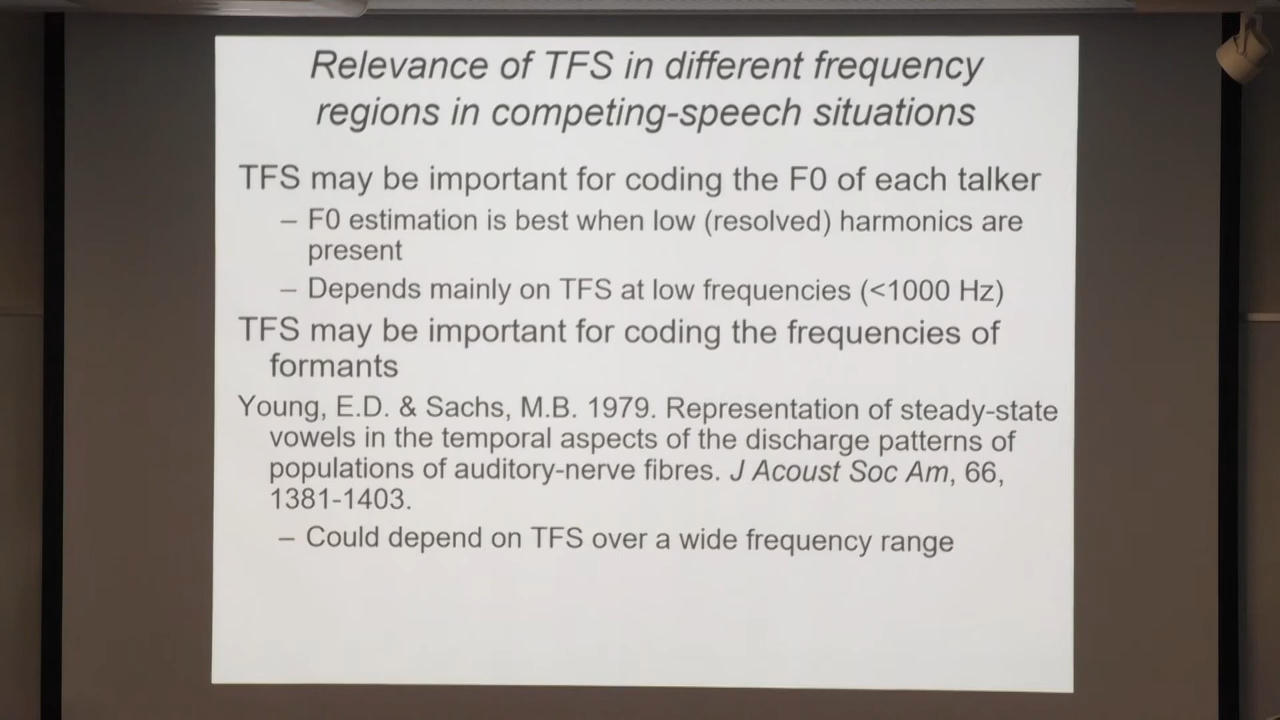 Relevance of TFS in different frequency
regions in competing-speech situations
TFS may be important for coding the F0 of each talker
– F0 estimation is best when low (resolved) harmonics are
present
– Depends mainly on TFS at low frequencies (<1000 Hz)
TFS may be important for coding the frequencies of
formants
Young, E.D. & Sachs, M.B. 1979. Representation of steady-state
vowels in the temporal aspects of the discharge patterns of
populations of auditory-nerve fibres. J Acoust Soc Am, 66,
1381-1403.
– Could depend on TFS over a wide frequency range